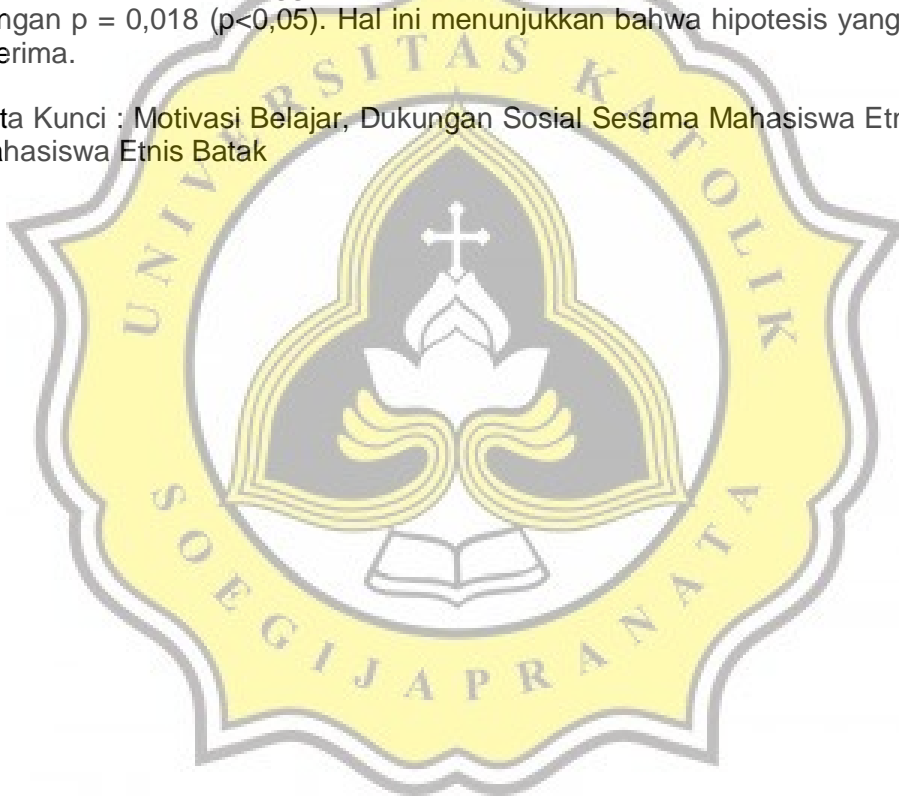 ngan p = 0,018 (p<0,05). Hal ini menunjukkan bahwa hipotesis yang
erima.
ta Kunci : Motivasi Belajar, Dukungan Sosial Sesama Mahasiswa Etn
ahasiswa Etnis Batak
UNIVERSITAS KATOLIK
SOEGIJAPRANATA